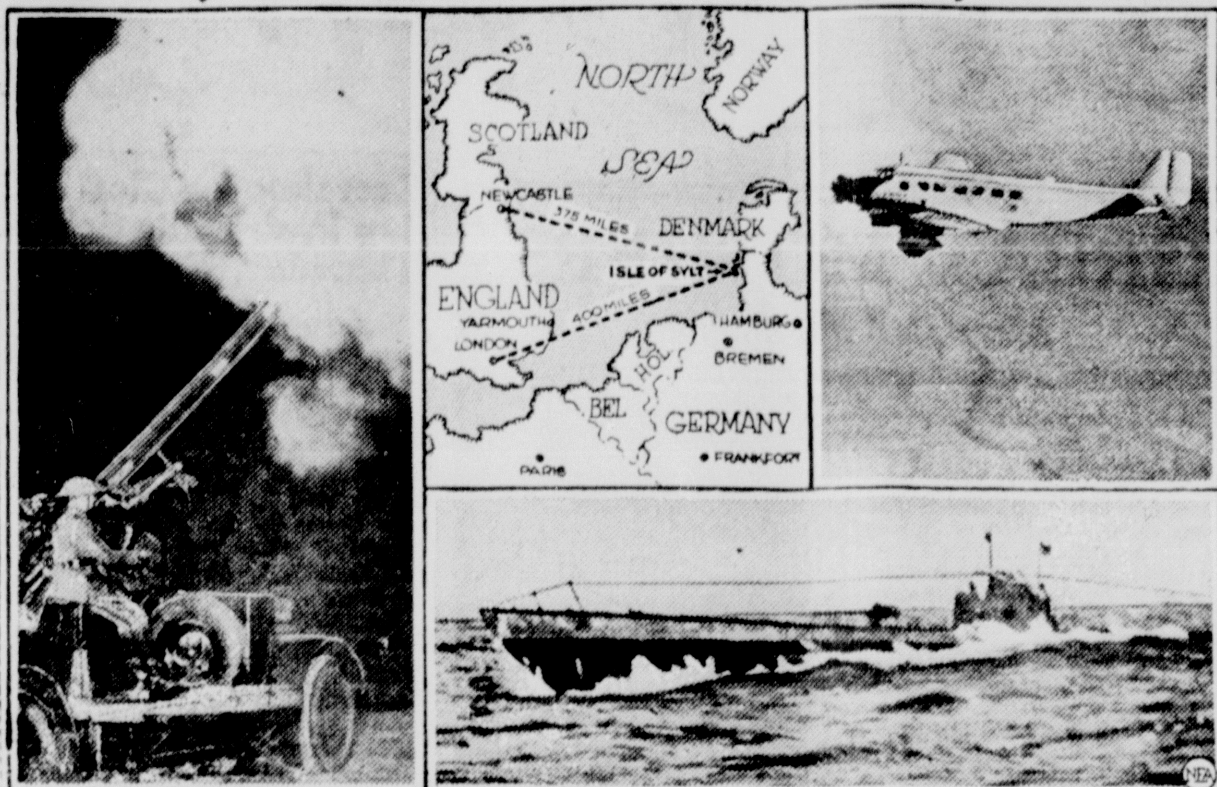 NORTH
NORWAY
SCOTLAND
SEA
NEWCASTLE
375 MILES
DENMARK
ISLE OF SYLT
ENGLAND
400 MILES
YARMOUTH
HAMBURG
LONDON
BREMEN
HOL
BEL
GERMANY
PARIS
FRANKFORT
NEA